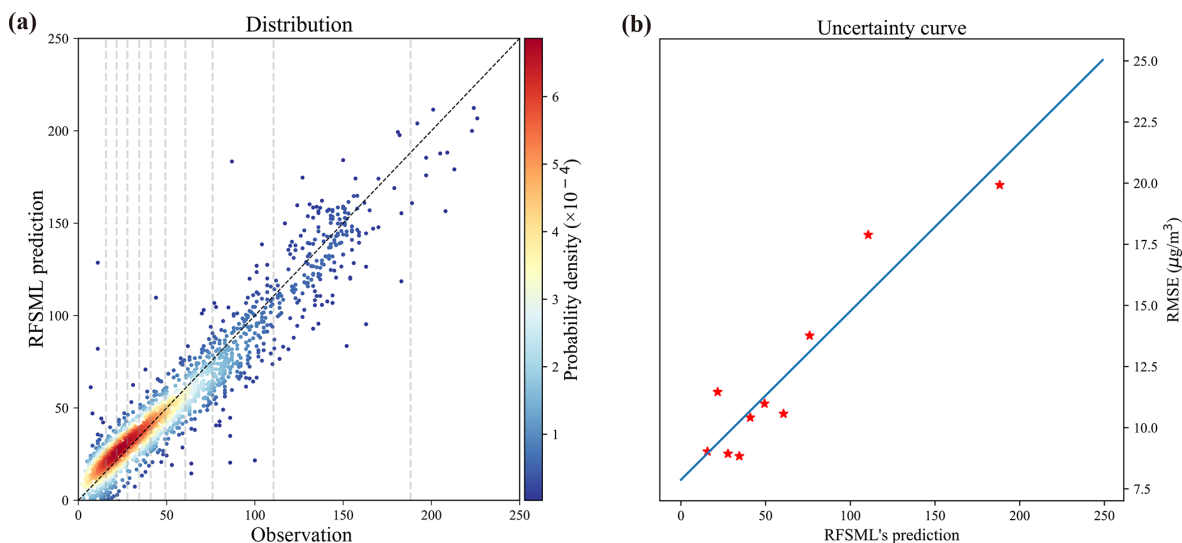 (a)
Distribution
250
200
150
100
50
0
RFSML prediction
0 50 100 150 200 250
Observation
6
5
4
3
2
1
Probability density (×10⁻⁴)
(b)
Uncertainty curve
25.0
22.5
20.0
17.5
15.0
12.5
10.0
7.5
RMSE (μg/m³)
0 50 100 150 200 250
RFSML's prediction